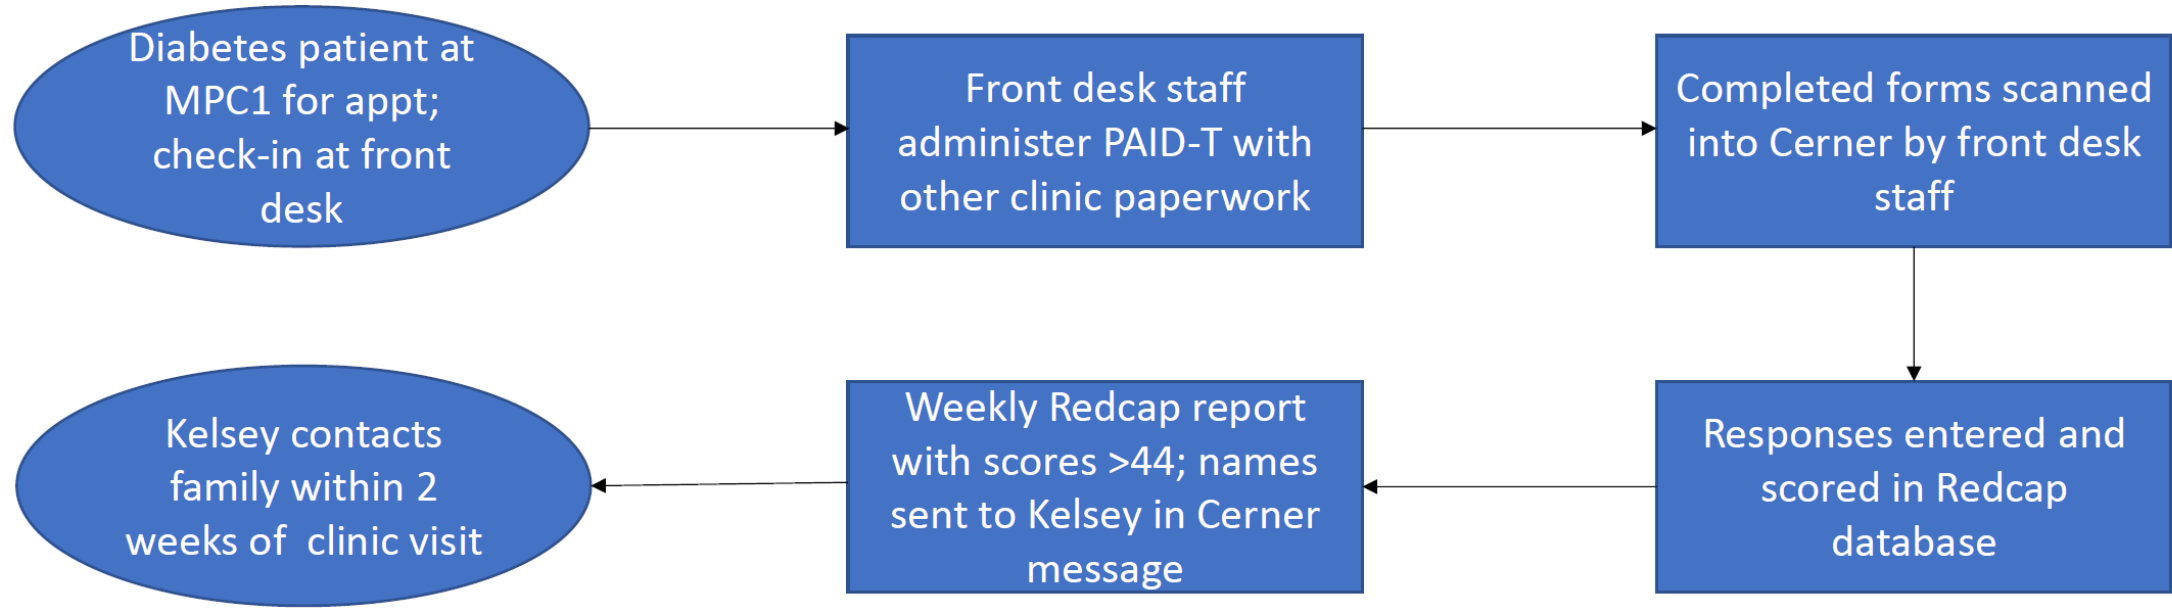 Diabetes patient at
MPC1 for appt;
check-in at front
desk
Front desk staff
administer PAID-T with
other clinic paperwork
Completed forms scanned
into Cerner by front desk
staff
Responses entered and
scored in Redcap
database
Weekly Redcap report
with scores >44; names
sent to Kelsey in Cerner
message
Kelsey contacts
family within 2
weeks of  clinic visit